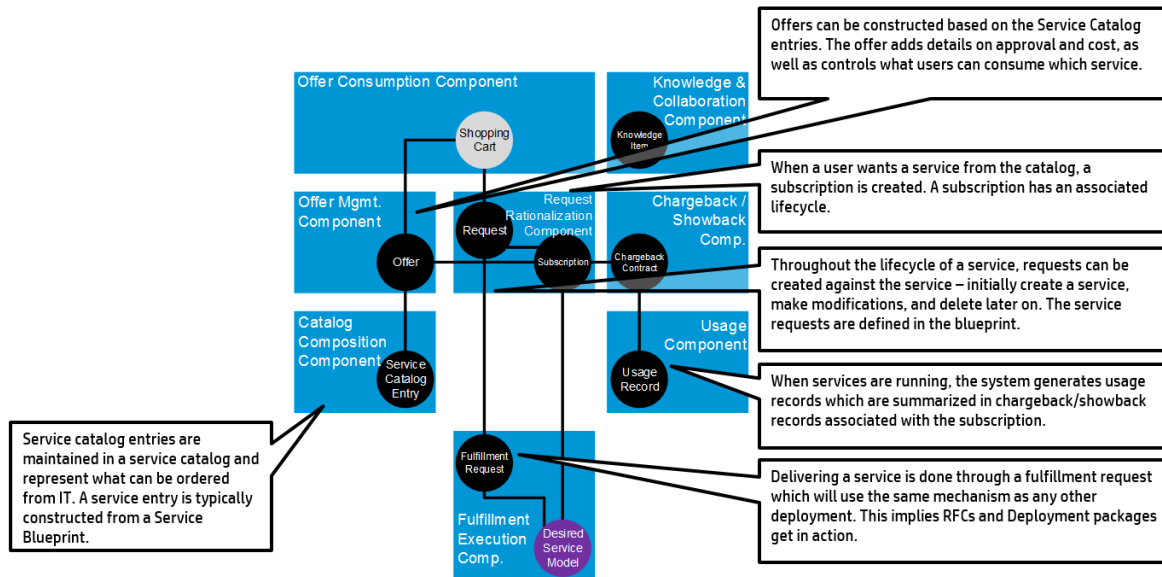 Offers can be constructed based on the Service Catalog
entries. The offer adds details on approval and cost, as
well as controls what users can consume which service.
Offer Consumption Component
Knowledge &
Collaboration
Component
Shopping
Cart
Knowledge
Item
When a user wants a service from the catalog, a
subscription is created. A subscription has an associated
lifecycle.
Offer Mgmt.
Component
Request
Rationalization
Component
Chargeback /
Showback
Comp.
Request
Offer
Subscription
Chargeback
Contract
Throughout the lifecycle of a service, requests can be
created against the service – initially create a service,
make modifications, and delete later on. The service
requests are defined in the blueprint.
Catalog
Composition
Component
Usage
Component
Service
Catalog
Entry
Usage
Record
When services are running, the system generates usage
records which are summarized in chargeback/showback
records associated with the subscription.
Service catalog entries are
maintained in a service catalog and
represent what can be ordered
from IT. A service entry is typically
constructed from a Service
Blueprint.
Fulfillment
Request
Delivering a service is done through a fulfillment request
which will use the same mechanism as any other
deployment. This implies RFCs and Deployment packages
get in action.
Fulfillment
Execution
Comp.
Desired
Service
Model